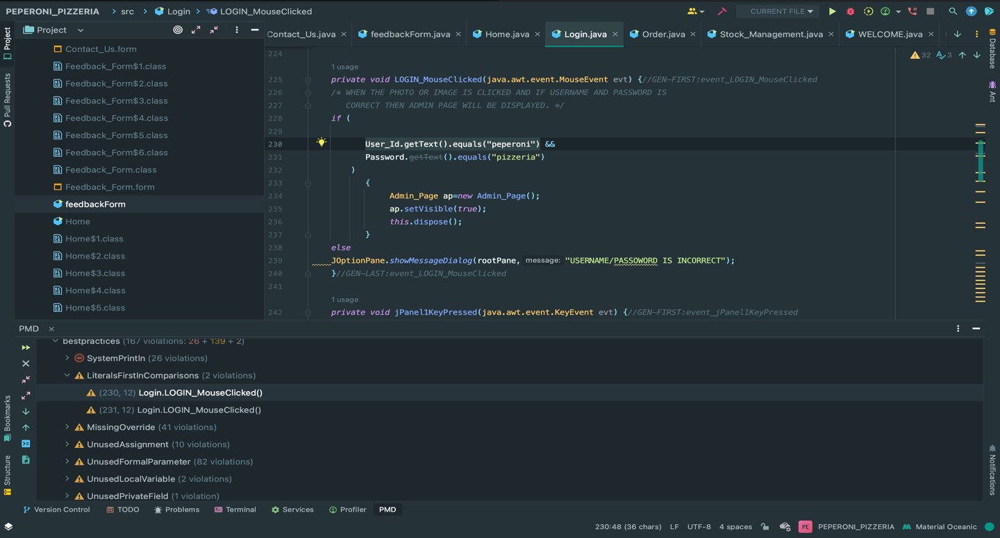 PEPERONI_PIZZERIA > src > Login > LOGIN_MouseClicked
CURRENT FILE
Project
Contact_Us.java
feedbackForm.java
Home.java
Login.java
Order.java
Stock_Management.java
WELCOME.java
Project
Pull Requests
Contact_Us.form
Feedback_Form$1.class
Feedback_Form$2.class
Feedback_Form$3.class
Feedback_Form$4.class
Feedback_Form$5.class
Feedback_Form$6.class
Feedback_Form.class
Feedback_Form.form
feedbackForm
Home
Home$1.class
Home$2.class
Home$3.class
Home$4.class
Home$5.class
32 3
224
1 usage
225 private void LOGIN_MouseClicked(java.awt.event.MouseEvent evt) {//GEN-FIRST:event_LOGIN_MouseClicked
226 /* WHEN THE PHOTO OR IMAGE IS CLICKED AND IF USERNAME AND PASSWORD IS
227 CORRECT THEN ADMIN PAGE WILL BE DISPLAYED. */
228 if (
229
230 User_Id.getText().equals("peperoni") &&
231 Password.getText().equals("pizzeria")
232 )
233 {
234 Admin_Page ap=new Admin_Page();
235 ap.setVisible(true);
236 this.dispose();
237 }
238 else
239 JOptionPane.showMessageDialog(rootPane, message: "USERNAME/PASSOWORD IS INCORRECT");
240 }//GEN-LAST:event_LOGIN_MouseClicked
241
1 usage
242 private void jPanel1KeyPressed(java.awt.event.KeyEvent evt) {//GEN-FIRST:event_jPanel1KeyPressed
Database
Ant
PMD
bestpractices (167 violations: 26 + 139 + 2)
SystemPrintln (26 violations)
LiteralsFirstInComparisons (2 violations)
(230, 12) Login.LOGIN_MouseClicked()
(231, 12) Login.LOGIN_MouseClicked()
MissingOverride (41 violations)
UnusedAssignment (10 violations)
UnusedFormalParameter (82 violations)
UnusedLocalVariable (2 violations)
UnusedPrivateField (1 violation)
Bookmarks
Structure
Notifications
Version Control
TODO
Problems
Terminal
Services
Profiler
PMD
230:48 (36 chars) LF UTF-8 4 spaces PE PEPERONI_PIZZERIA Material Oceanic